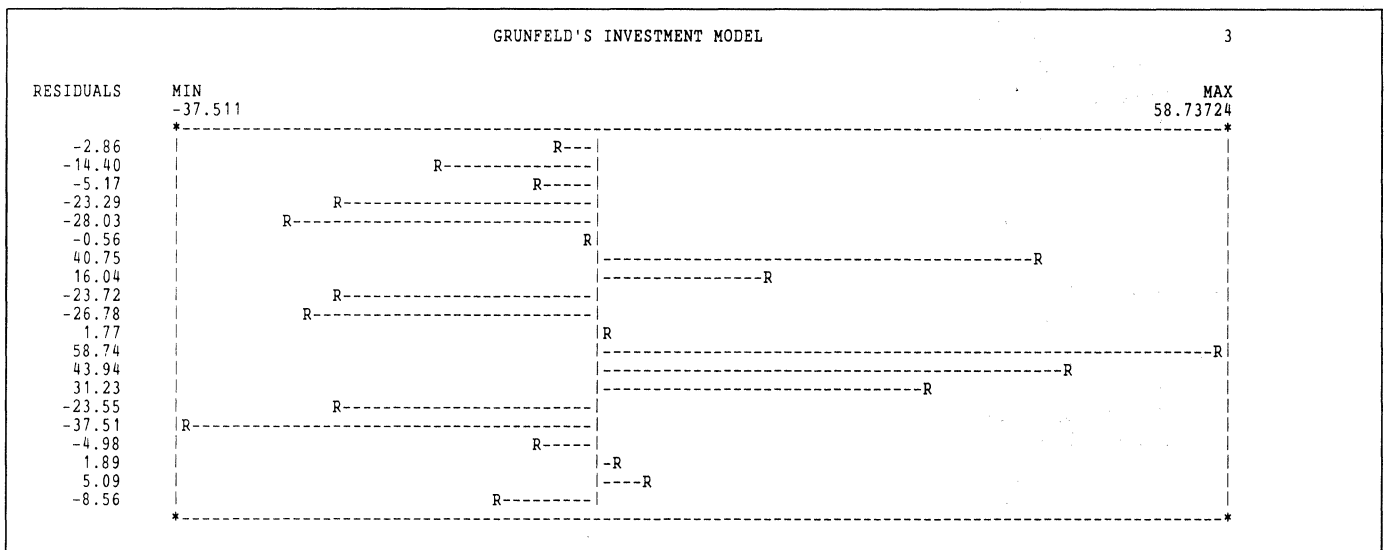 GRUNFELD'S INVESTMENT MODEL 3
RESIDUALS MIN MAX
-37.511 58.73724
*-----------------------------------------------------------------------------------------------------*
-2.86 | R---| |
-14.40 | R--------------| |
-5.17 | R-----| |
-23.29 | R------------------------| |
-28.03 | R-----------------------------| |
-0.56 | R| |
40.75 | |-----------------------------------------R |
16.04 | |---------------R |
-23.72 | R------------------------| |
-26.78 | R---------------------------| |
1.77 | |R |
58.74 | |-----------------------------------------------------------R|
43.94 | |--------------------------------------------R |
31.23 | |-------------------------------R |
-23.55 | R------------------------| |
-37.51 |R---------------------------------------| |
-4.98 | R-----| |
1.89 | |-R |
5.09 | |----R |
-8.56 | R---------| |
*-----------------------------------------------------------------------------------------------------*